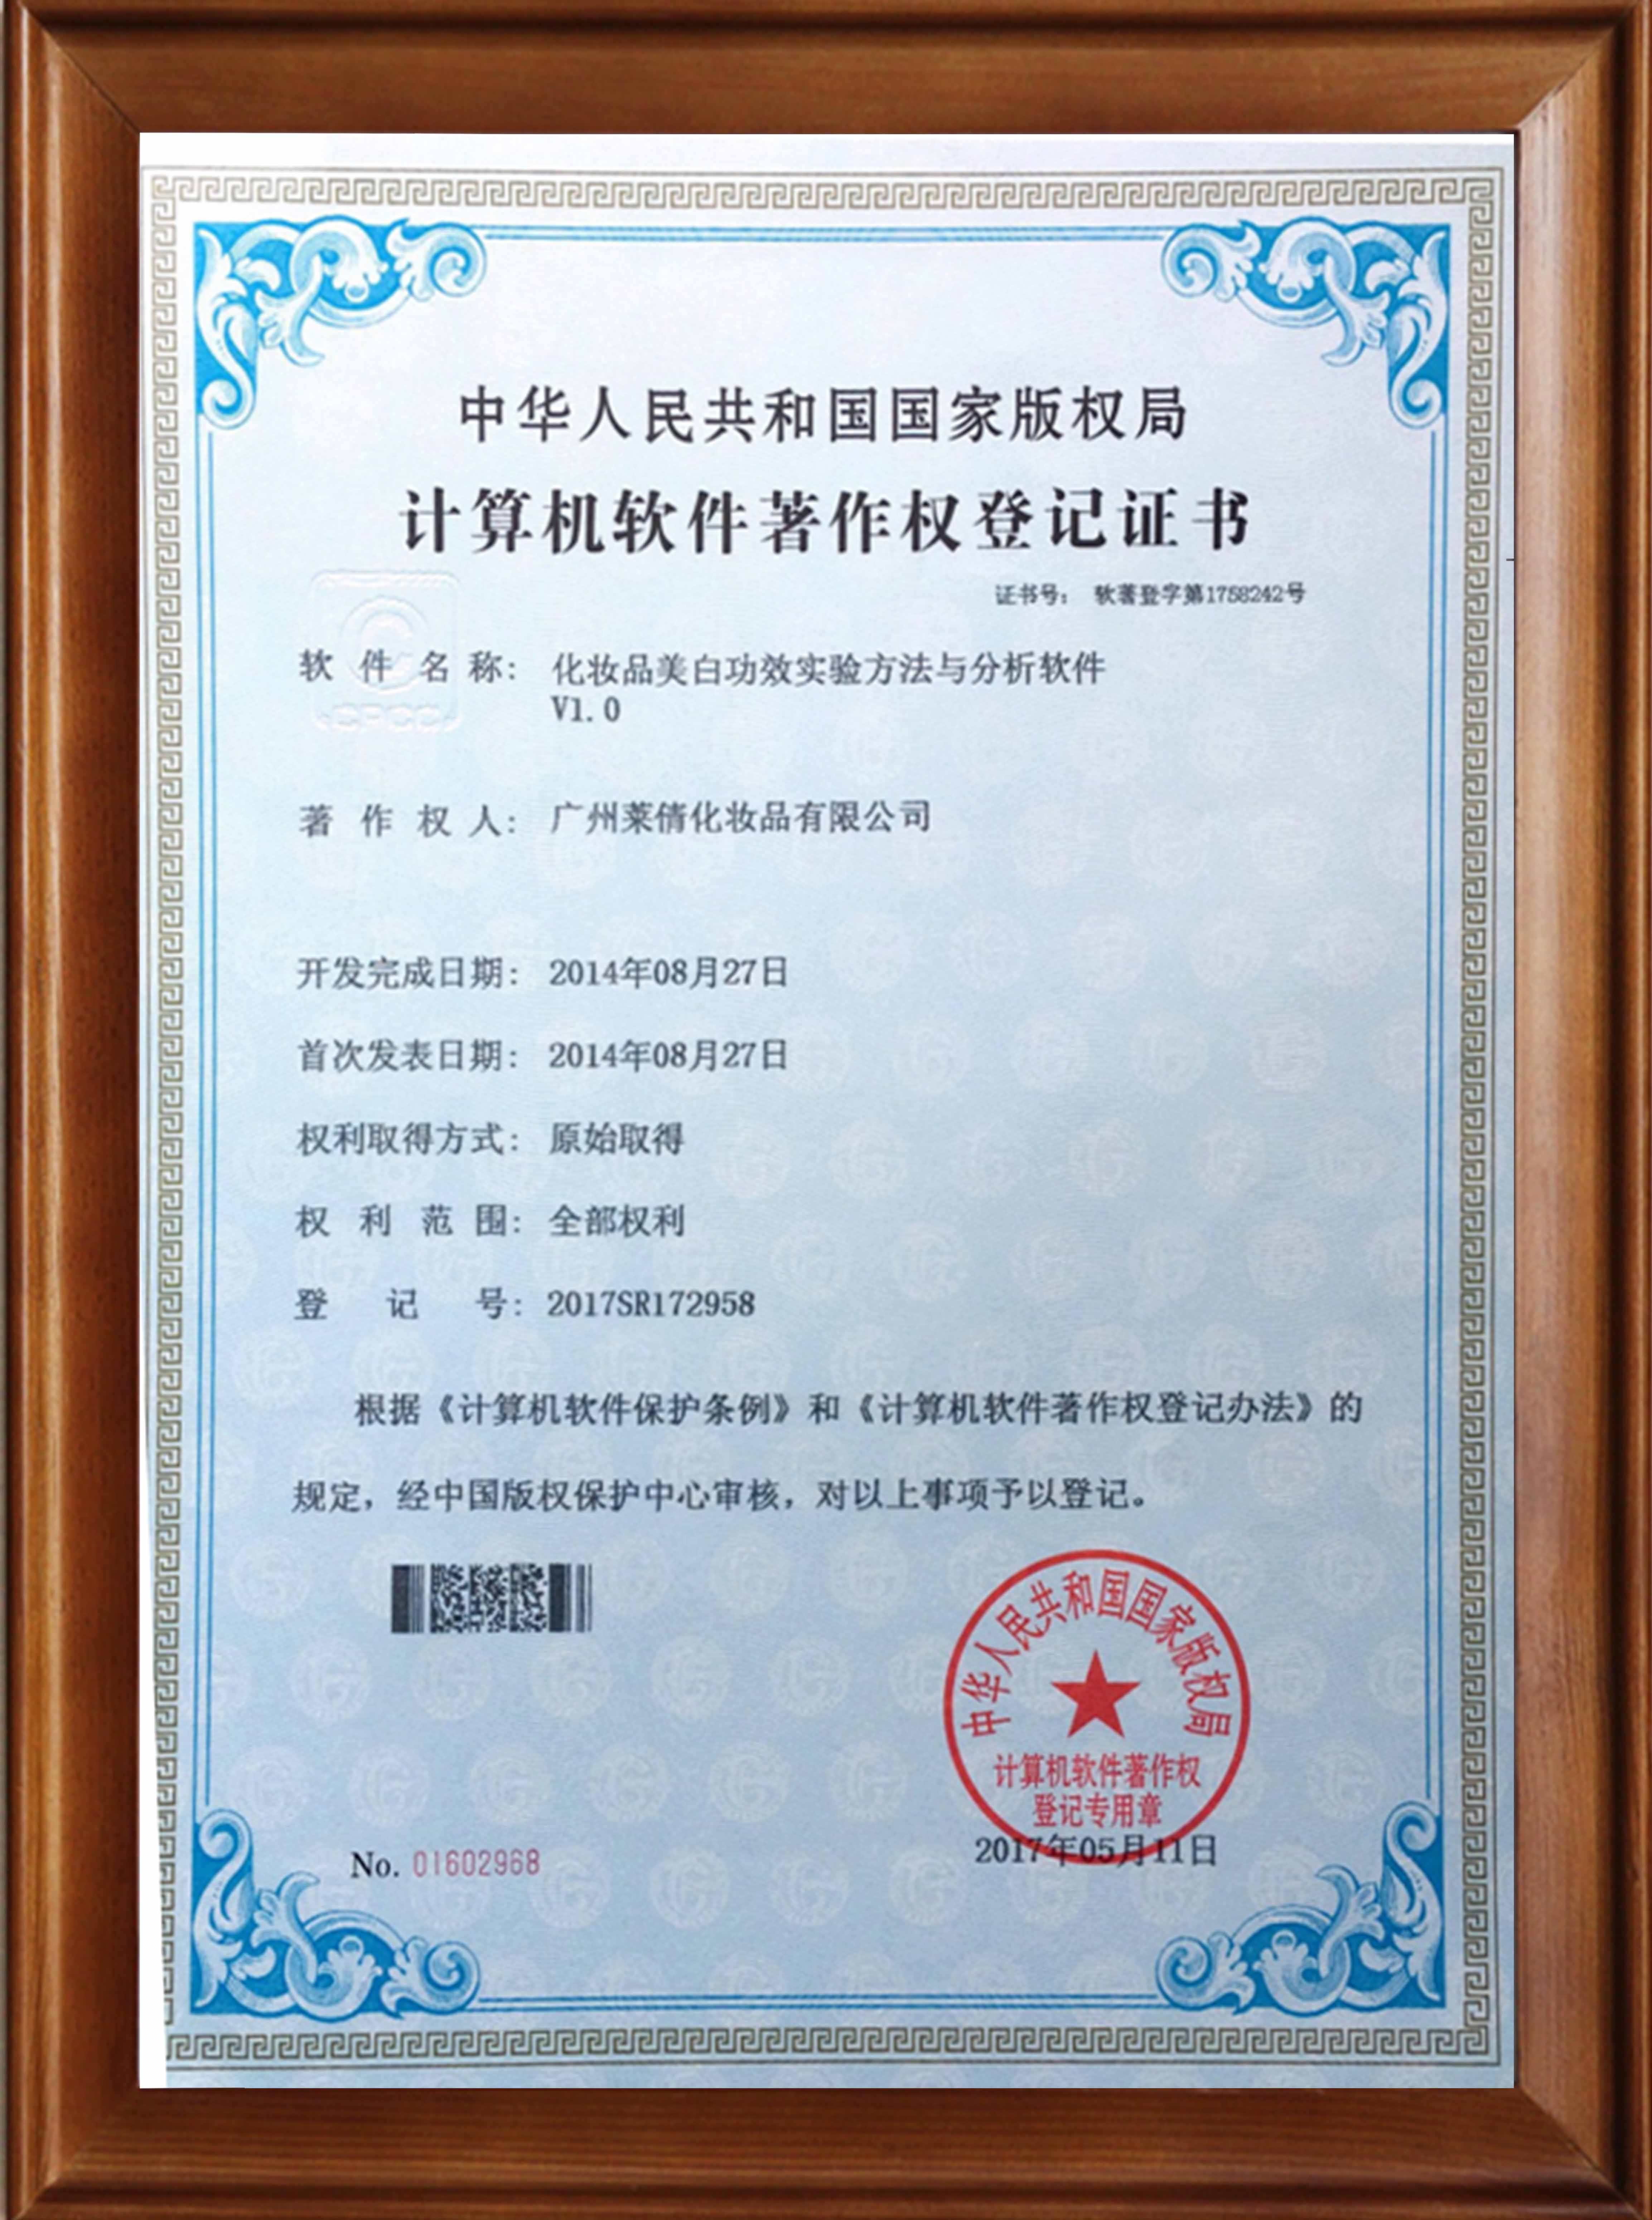 中华人民共和国国家版权局
计算机软件著作权登记证书
证书号： 软著登字第1758242号
软件名称： 化妆品美白功效实验方法与分析软件
V1.0
CPCC
著作权人： 广州莱倩化妆品有限公司
开发完成日期： 2014年08月27日
首次发表日期： 2014年08月27日
权利取得方式： 原始取得
权利范围： 全部权利
登记号： 2017SR172958
根据《计算机软件保护条例》和《计算机软件著作权登记办法》的
规定，经中国版权保护中心审核，对以上事项予以登记。
中华人民共和国国家版权局
计算机软件著作权
登记专用章
No. 01602968
2017年05月11日